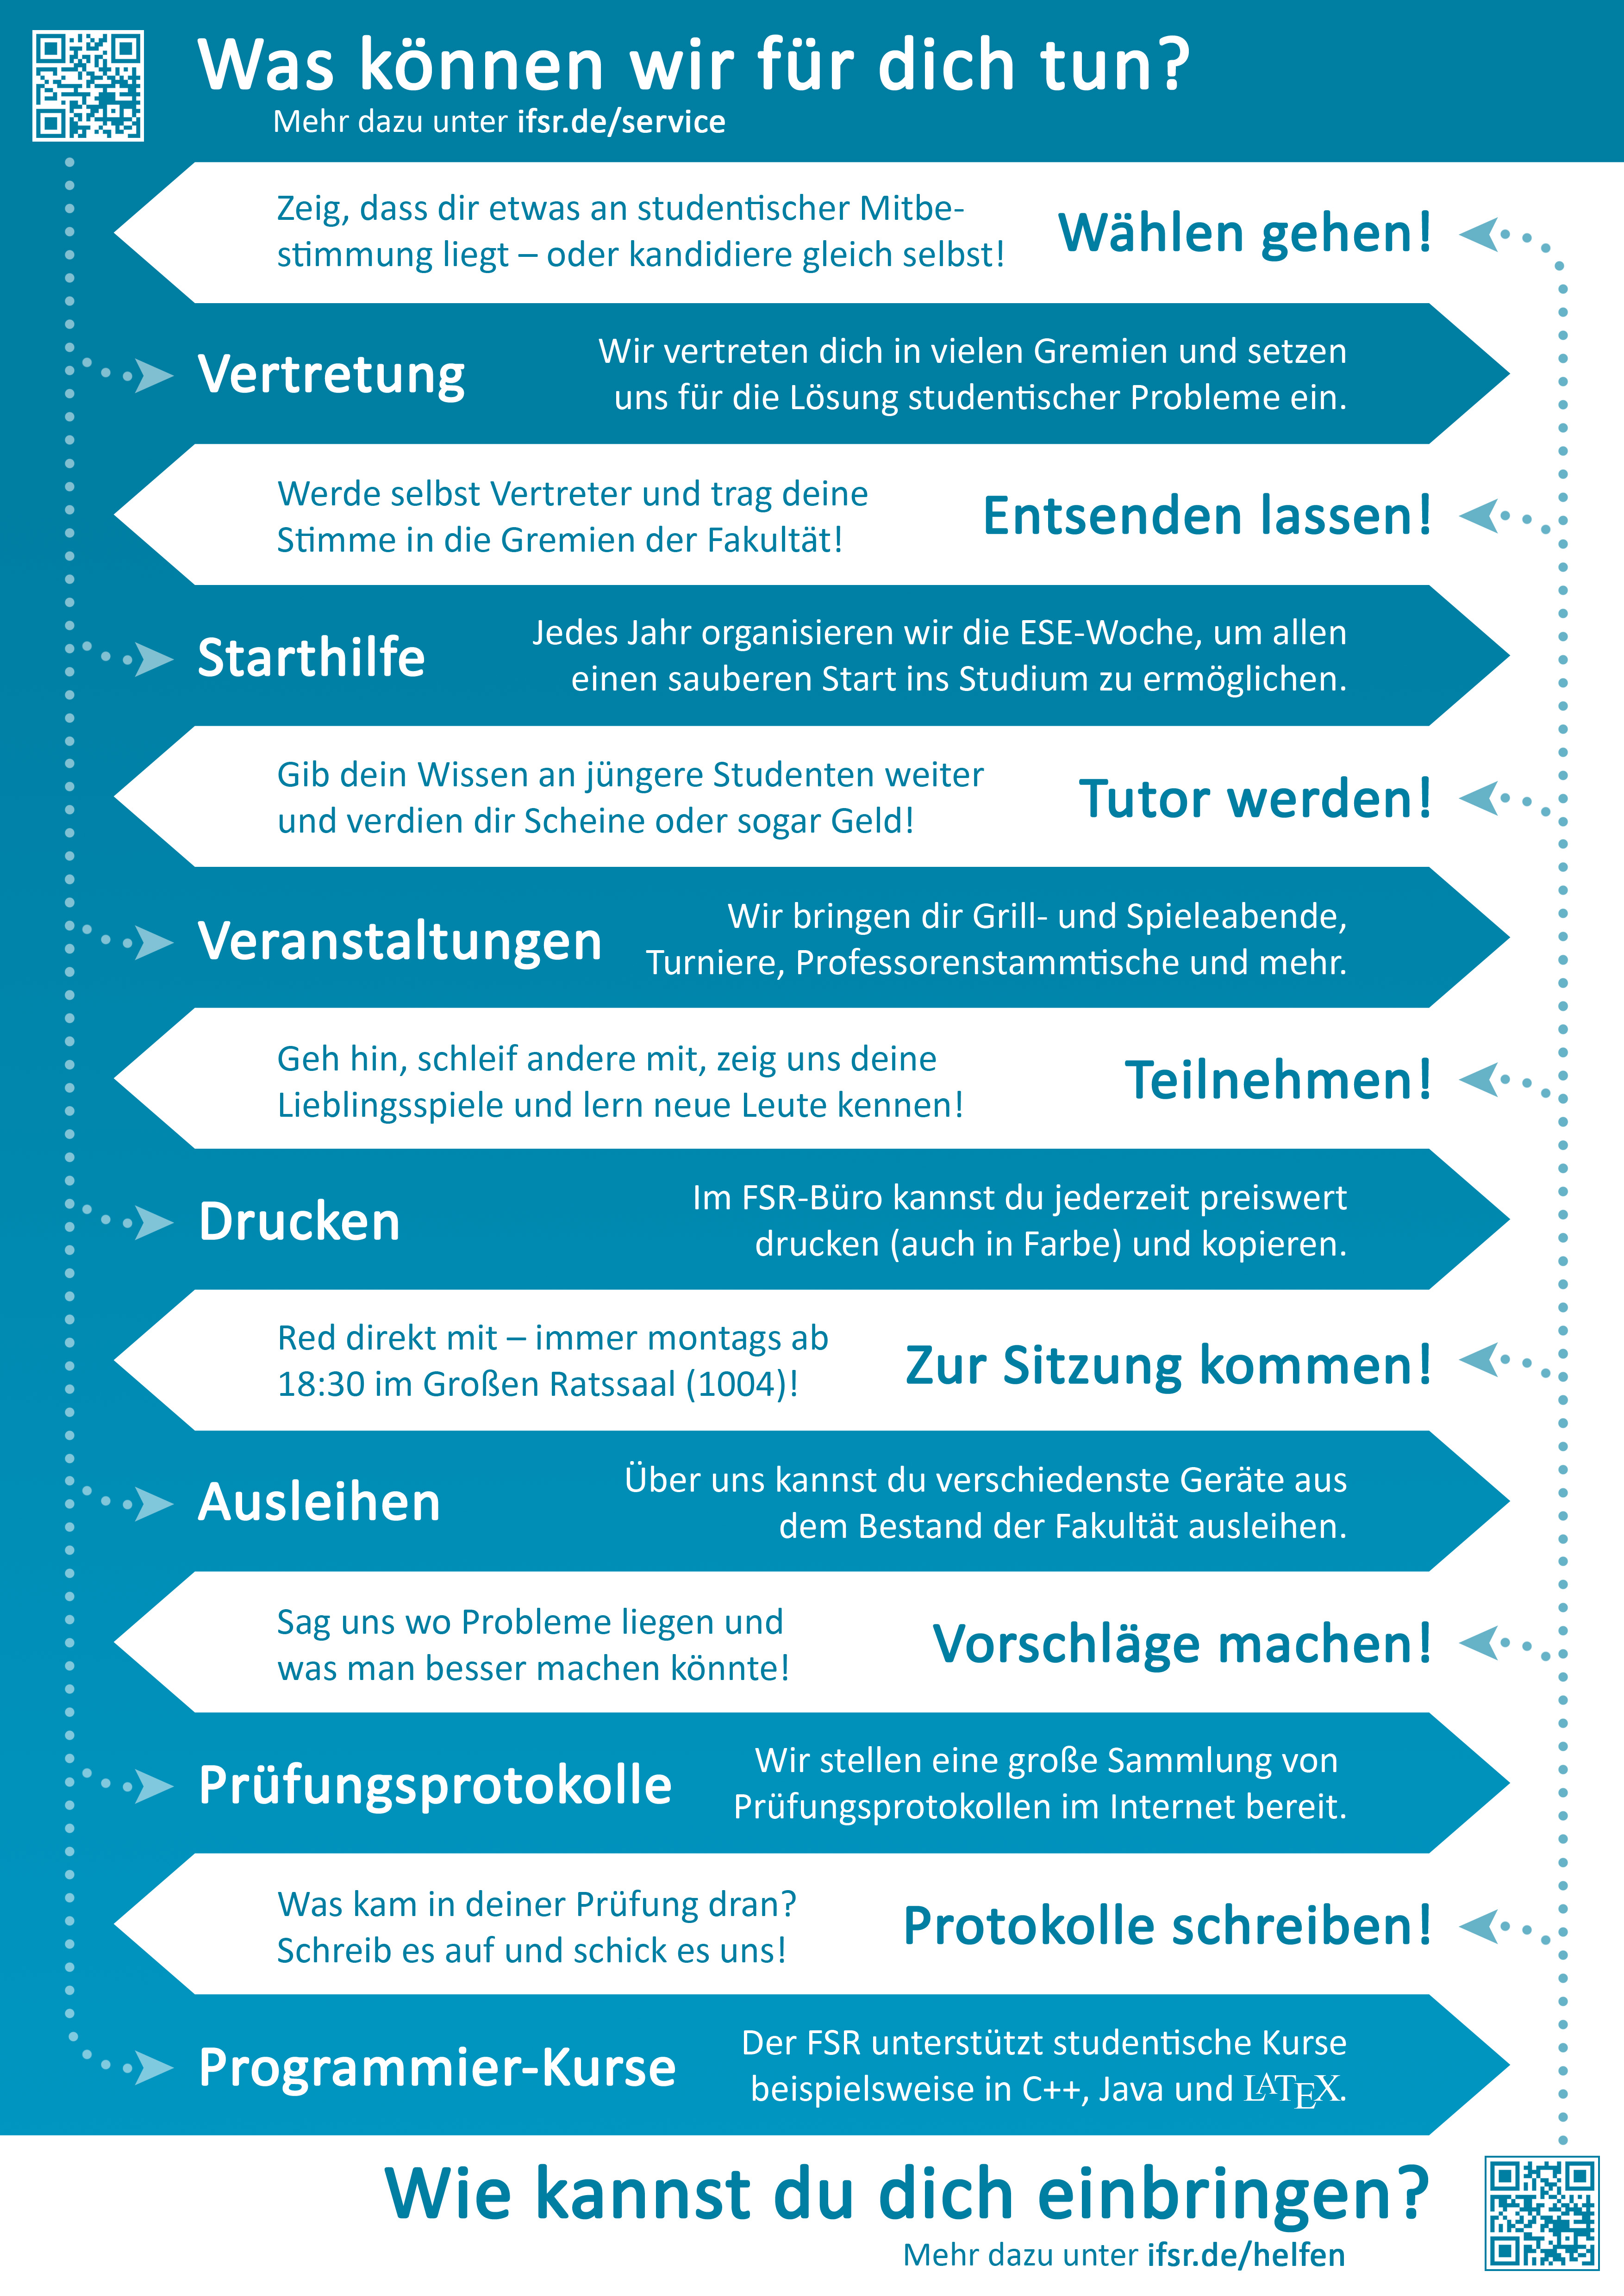 Was können wir für dich tun?
Mehr dazu unter ifsr.de/service
Zeig, dass dir etwas an studentischer Mitbe-
stimmung liegt – oder kandidiere gleich selbst!
Wählen gehen!
Vertretung
Wir vertreten dich in vielen Gremien und setzen
uns für die Lösung studentischer Probleme ein.
Werde selbst Vertreter und trag deine
Stimme in die Gremien der Fakultät!
Entsenden lassen!
Starthilfe
Jedes Jahr organisieren wir die ESE-Woche, um allen
einen sauberen Start ins Studium zu ermöglichen.
Gib dein Wissen an jüngere Studenten weiter
und verdien dir Scheine oder sogar Geld!
Tutor werden!
Veranstaltungen
Wir bringen dir Grill- und Spieleabende,
Turniere, Professorenstammtische und mehr.
Geh hin, schleif andere mit, zeig uns deine
Lieblingsspiele und lern neue Leute kennen!
Teilnehmen!
Drucken
Im FSR-Büro kannst du jederzeit preiswert
drucken (auch in Farbe) und kopieren.
Red direkt mit – immer montags ab
18:30 im Großen Ratssaal (1004)!
Zur Sitzung kommen!
Ausleihen
Über uns kannst du verschiedenste Geräte aus
dem Bestand der Fakultät ausleihen.
Sag uns wo Probleme liegen und
was man besser machen könnte!
Vorschläge machen!
Prüfungsprotokolle
Wir stellen eine große Sammlung von
Prüfungsprotokollen im Internet bereit.
Was kam in deiner Prüfung dran?
Schreib es auf und schick es uns!
Protokolle schreiben!
Programmier-Kurse
Der FSR unterstützt studentische Kurse
beispielsweise in C++, Java und LATEX.
Wie kannst du dich einbringen?
Mehr dazu unter ifsr.de/helfen